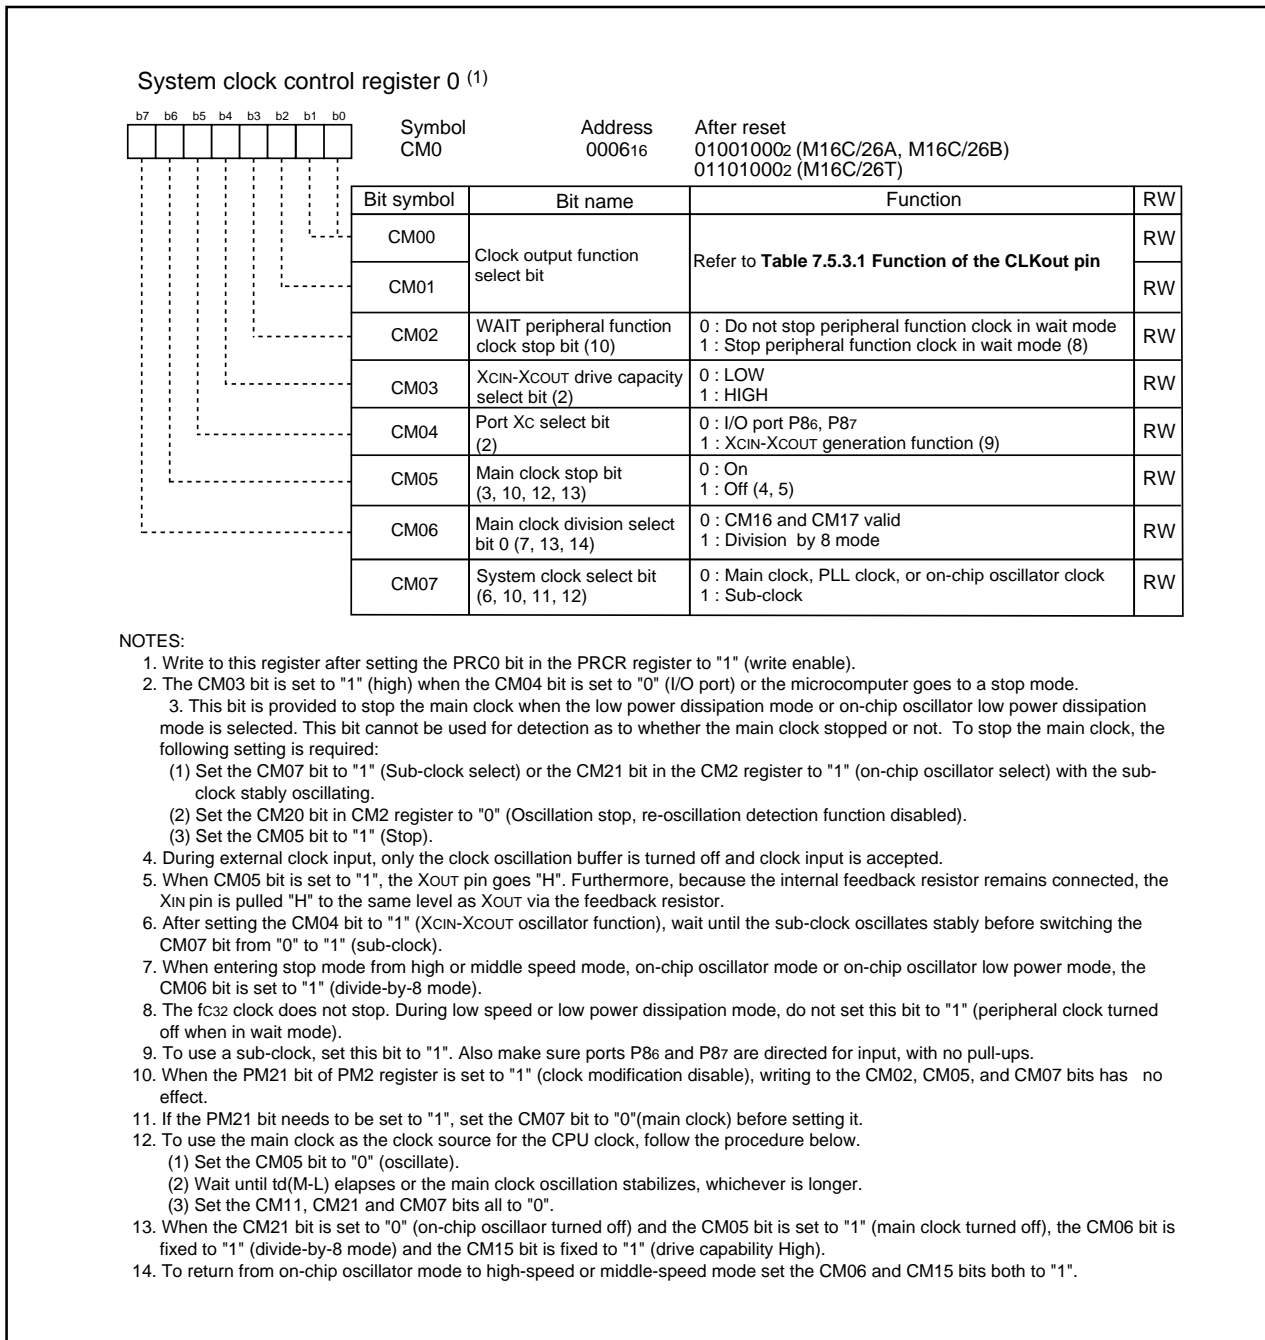 System clock control register 0 (1)
b7 b6 b5 b4 b3 b2 b1 b0
Symbol Address After reset
CM0 000616 010010002 (M16C/26A, M16C/26B)
011010002 (M16C/26T)
Bit symbol Bit name Function RW
CM00 RW
Clock output function
select bit
Refer to Table 7.5.3.1 Function of the CLKout pin
CM01 RW
CM02 WAIT peripheral function
clock stop bit (10)
0 : Do not stop peripheral function clock in wait mode
1 : Stop peripheral function clock in wait mode (8)
RW
CM03 XCIN-XCOUT drive capacity
select bit (2)
0 : LOW
1 : HIGH
RW
CM04 Port XC select bit
(2)
0 : I/O port P86, P87
1 : XCIN-XCOUT generation function (9)
RW
CM05 Main clock stop bit
(3, 10, 12, 13)
0 : On
1 : Off (4, 5)
RW
CM06 Main clock division select
bit 0 (7, 13, 14)
0 : CM16 and CM17 valid
1 : Division by 8 mode
RW
CM07 System clock select bit
(6, 10, 11, 12)
0 : Main clock, PLL clock, or on-chip oscillator clock
1 : Sub-clock
RW
NOTES:
1. Write to this register after setting the PRC0 bit in the PRCR register to "1" (write enable).
2. The CM03 bit is set to "1" (high) when the CM04 bit is set to "0" (I/O port) or the microcomputer goes to a stop mode.
3. This bit is provided to stop the main clock when the low power dissipation mode or on-chip oscillator low power dissipation
mode is selected. This bit cannot be used for detection as to whether the main clock stopped or not. To stop the main clock, the
following setting is required:
(1) Set the CM07 bit to "1" (Sub-clock select) or the CM21 bit in the CM2 register to "1" (on-chip oscillator select) with the sub-
clock stably oscillating.
(2) Set the CM20 bit in CM2 register to "0" (Oscillation stop, re-oscillation detection function disabled).
(3) Set the CM05 bit to "1" (Stop).
4. During external clock input, only the clock oscillation buffer is turned off and clock input is accepted.
5. When CM05 bit is set to "1", the XOUT pin goes "H". Furthermore, because the internal feedback resistor remains connected, the
XIN pin is pulled "H" to the same level as XOUT via the feedback resistor.
6. After setting the CM04 bit to "1" (XCIN-XCOUT oscillator function), wait until the sub-clock oscillates stably before switching the
CM07 bit from "0" to "1" (sub-clock).
7. When entering stop mode from high or middle speed mode, on-chip oscillator mode or on-chip oscillator low power mode, the
CM06 bit is set to "1" (divide-by-8 mode).
8. The fC32 clock does not stop. During low speed or low power dissipation mode, do not set this bit to "1" (peripheral clock turned
off when in wait mode).
9. To use a sub-clock, set this bit to "1". Also make sure ports P86 and P87 are directed for input, with no pull-ups.
10. When the PM21 bit of PM2 register is set to "1" (clock modification disable), writing to the CM02, CM05, and CM07 bits has no
effect.
11. If the PM21 bit needs to be set to "1", set the CM07 bit to "0"(main clock) before setting it.
12. To use the main clock as the clock source for the CPU clock, follow the procedure below.
(1) Set the CM05 bit to "0" (oscillate).
(2) Wait until td(M-L) elapses or the main clock oscillation stabilizes, whichever is longer.
(3) Set the CM11, CM21 and CM07 bits all to "0".
13. When the CM21 bit is set to "0" (on-chip oscillaor turned off) and the CM05 bit is set to "1" (main clock turned off), the CM06 bit is
fixed to "1" (divide-by-8 mode) and the CM15 bit is fixed to "1" (drive capability High).
14. To return from on-chip oscillator mode to high-speed or middle-speed mode set the CM06 and CM15 bits both to "1".